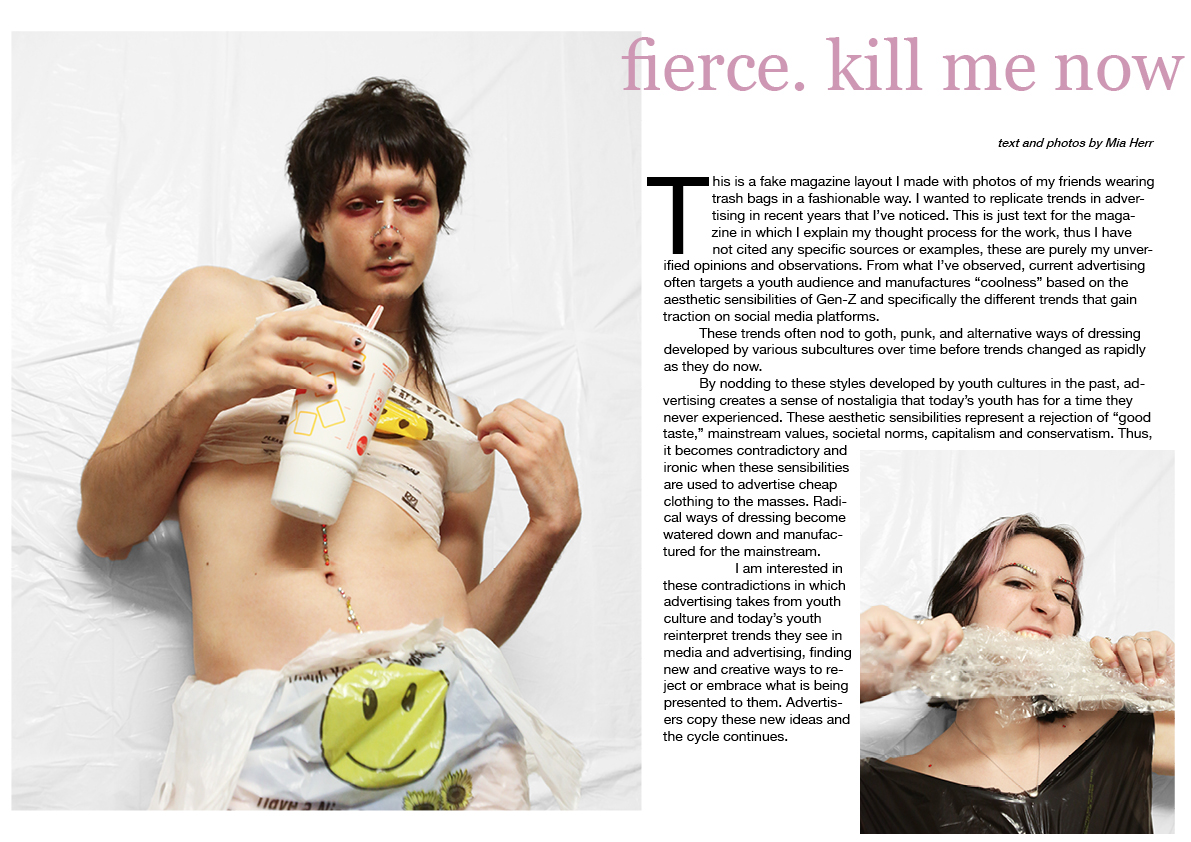 fierce. kill me now
text and photos by Mia Herr
This is a fake magazine layout I made with photos of my friends wearing
trash bags in a fashionable way. I wanted to replicate trends in adver-
tising in recent years that I've noticed. This is just text for the maga-
zine in which I explain my thought process for the work, thus I have
not cited any specific sources or examples, these are purely my unver-
ified opinions and observations. From what I've observed, current advertising
often targets a youth audience and manufactures “coolness” based on the
aesthetic sensibilities of Gen-Z and specifically the different trends that gain
traction on social media platforms.
These trends often nod to goth, punk, and alternative ways of dressing
developed by various subcultures over time before trends changed as rapidly
as they do now.
By nodding to these styles developed by youth cultures in the past, ad-
vertising creates a sense of nostaligia that today's youth has for a time they
never experienced. These aesthetic sensibilities represent a rejection of “good
taste,” mainstream values, societal norms, capitalism and conservatism. Thus,
it becomes contradictory and
ironic when these sensibilities
are used to advertise cheap
clothing to the masses. Radi-
cal ways of dressing become
watered down and manufac-
tured for the mainstream.
I am interested in
these contradictions in which
advertising takes from youth
culture and today's youth
reinterpret trends they see in
media and advertising, finding
new and creative ways to re-
ject or embrace what is being
presented to them. Advertis-
ers copy these new ideas and
the cycle continues.